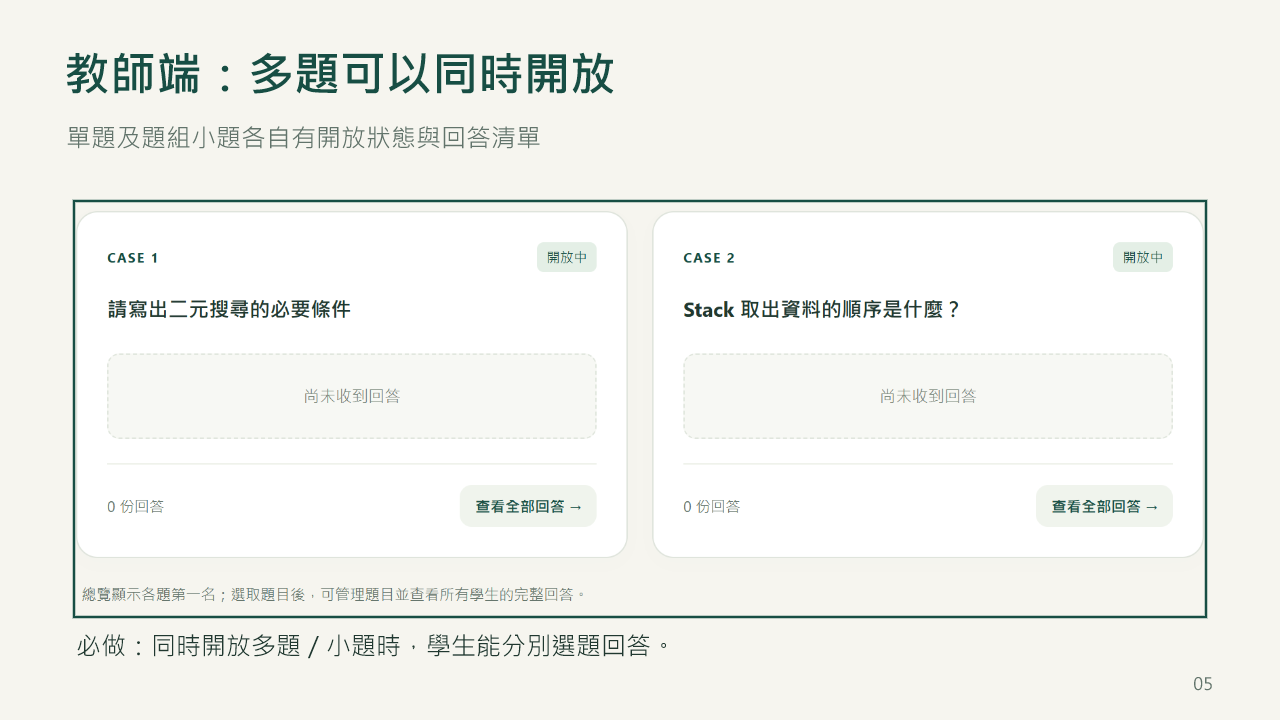 教師端：多題可以同時開放
單題及題組小題各自有開放狀態與回答清單
CASE 1
開放中
請寫出二元搜尋的必要條件
尚未收到回答
0 份回答
查看全部回答 →
CASE 2
開放中
Stack 取出資料的順序是什麼？
尚未收到回答
0 份回答
查看全部回答 →
總覽顯示各題第一名；選取題目後，可管理題目並查看所有學生的完整回答。
必做：同時開放多題 / 小題時，學生能分別選題回答。
05